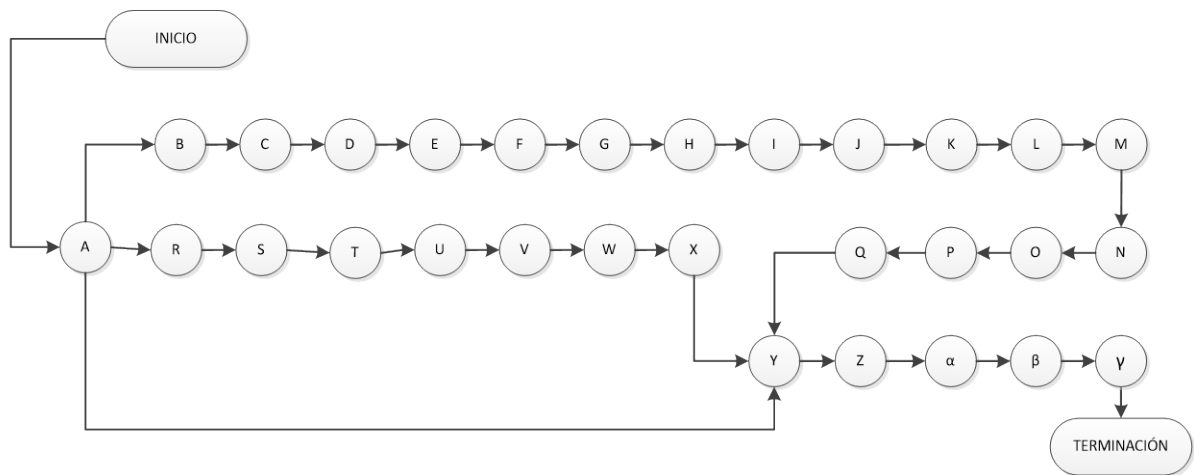 INICIO
B C D E F G H I J K L M
A R S T U V W X Q P O N
Y Z α β γ
TERMINACIÓN